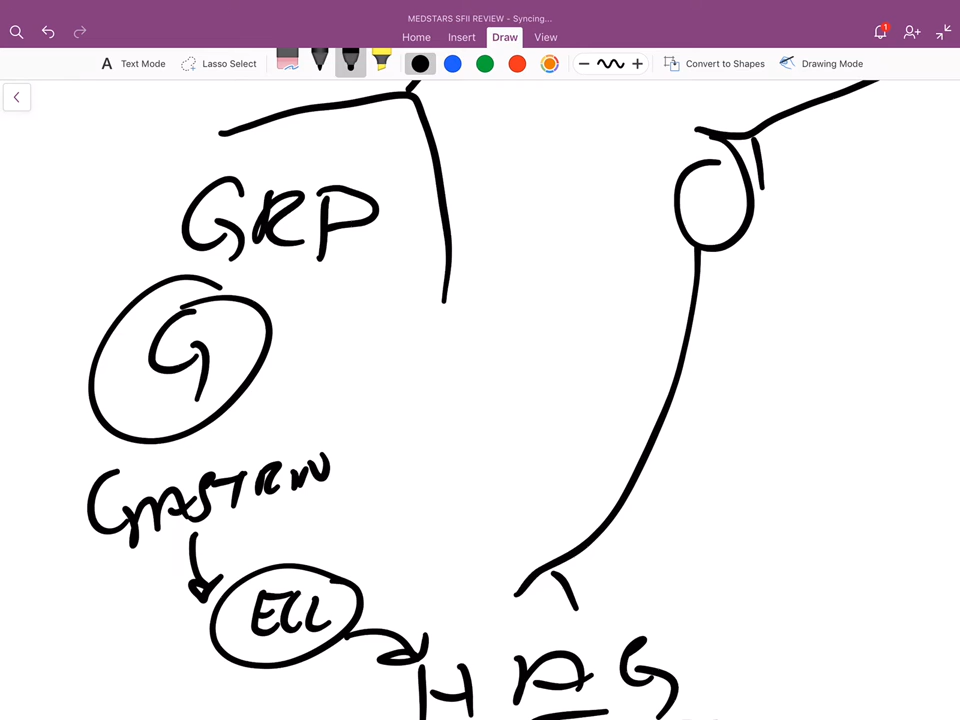 MEDSTARS SFII REVIEW - Syncing...
Home Insert Draw View
1
Text Mode Lasso Select Convert to Shapes Drawing Mode
GRP
G
GASTRIN
ECL
H A G